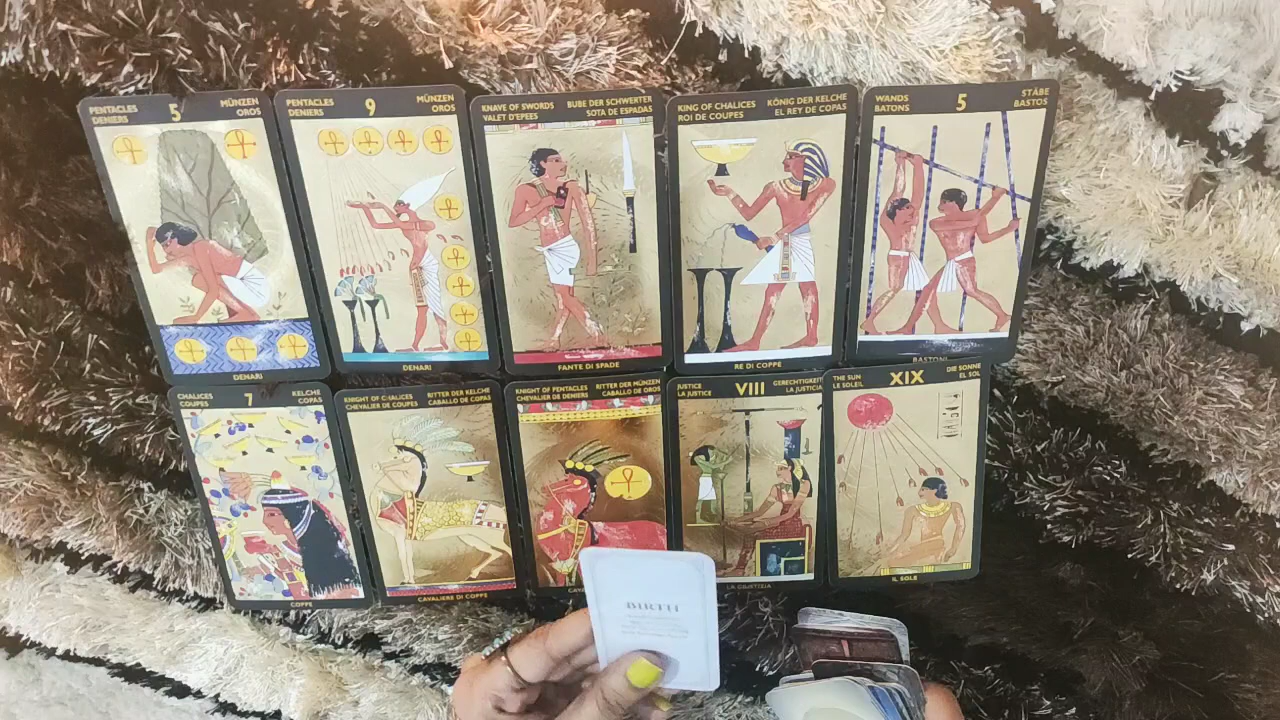 PENTACLES 5 MÜNZEN
DENIERS OROS
DENARI
PENTACLES 9 MÜNZEN
DENIERS OROS
DENARI
KNAVE OF SWORDS BUBE DER SCHWERTER
VALET D'EPEES SOTA DE ESPADAS
FANTE DI SPADE
KING OF CHALICES KÖNIG DER KELCHE
ROI DE COUPES EL REY DE COPAS
RE DI COPPE
WANDS 5 STÄBE
BATONS BASTOS
BASTONI
CHALICES 7 KELCHE
COUPES COPAS
COPPE
KNIGHT OF CHALICES RITTER DER KELCHE
CHEVALIER DE COUPES CABALLO DE COPAS
CAVALIERE DI COPPE
KNIGHT OF PENTACLES RITTER DER MÜNZEN
CHEVALIER DE DENIERS CABALLO DE OROS
JUSTICE VIII GERECHTIGKEIT
LA JUSTICE LA JUSTICIA
LA GIUSTIZIA
THE SUN XIX DIE SONNE
LE SOLEIL EL SOL
IL SOLE
BIRTH